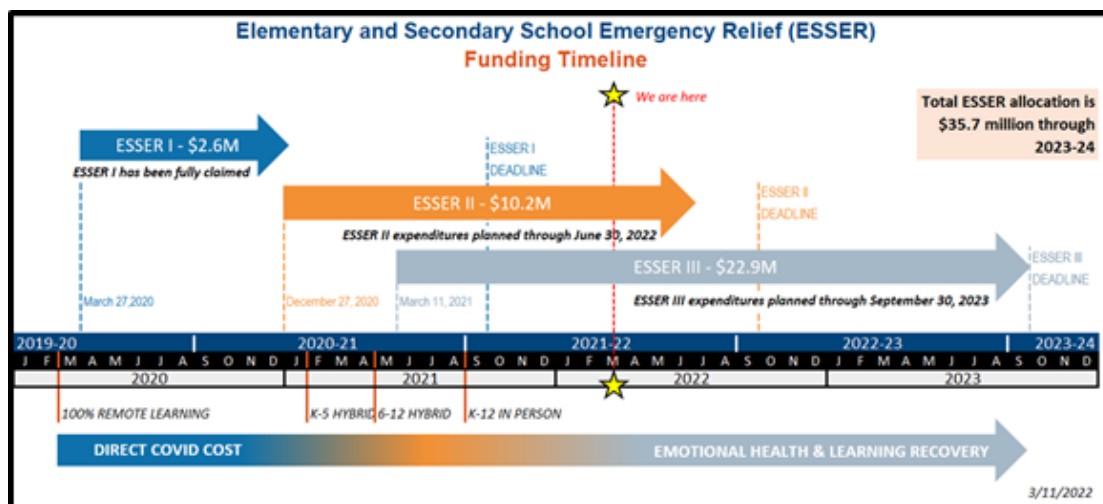 Elementary and Secondary School Emergency Relief (ESSER)
Funding Timeline
We are here
Total ESSER allocation is
$35.7 million through
2023-24
ESSER I - $2.6M
ESSER I has been fully claimed
ESSER I
DEADLINE
ESSER II - $10.2M
ESSER II
DEADLINE
ESSER II expenditures planned through June 30, 2022
ESSER III - $22.9M
ESSER III
DEADLINE
March 27,2020
December 27, 2020
March 11, 2021
ESSER III expenditures planned through September 30, 2023
2019-20 2020-21 2021-22 2022-23 2023-24
J F M A M J J A S O N D J F M A M J J A S O N D J F M A M J J A S O N D J F M A M J J A S O N D
2020 2021 2022 2023
100% REMOTE LEARNING K-5 HYBRID 6-12 HYBRID K-12 IN PERSON
DIRECT COVID COST EMOTIONAL HEALTH & LEARNING RECOVERY
3/11/2022